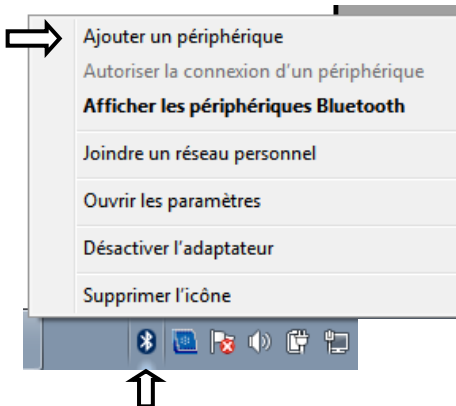 Ajouter un périphérique
Autoriser la connexion d'un périphérique
Afficher les périphériques Bluetooth
Joindre un réseau personnel
Ouvrir les paramètres
Désactiver l'adaptateur
Supprimer l'icône